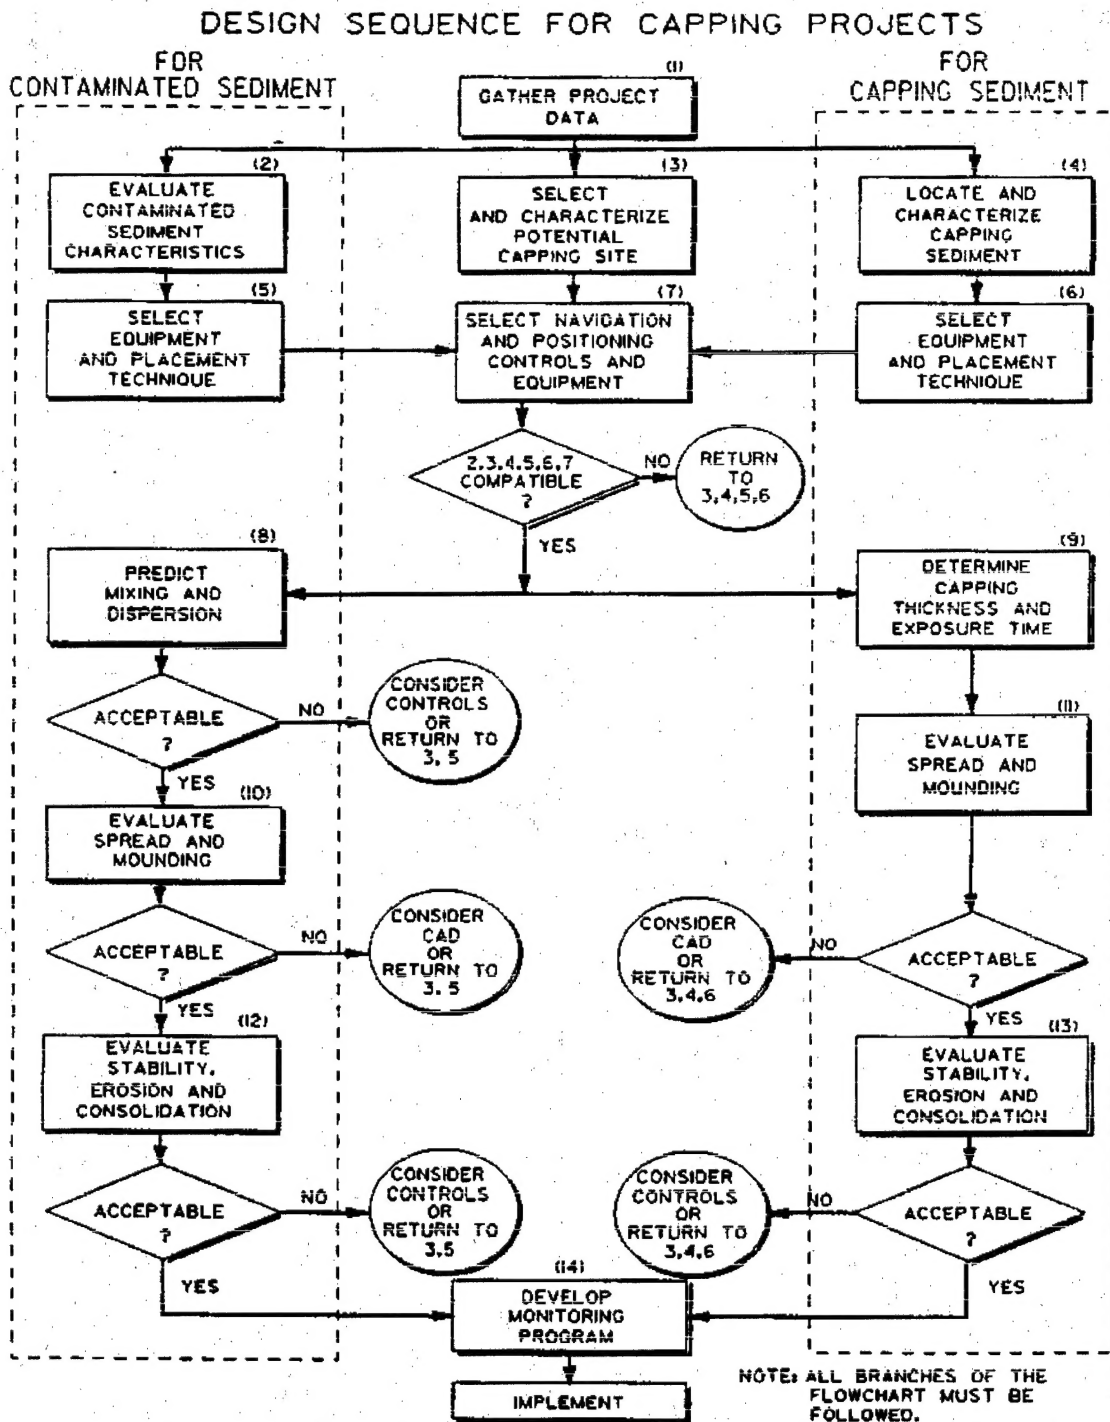 DESIGN SEQUENCE FOR CAPPING PROJECTS
FOR
CONTAMINATED SEDIMENT
FOR
CAPPING SEDIMENT
(1)
GATHER PROJECT
DATA
(2)
EVALUATE
CONTAMINATED
SEDIMENT
CHARACTERISTICS
(3)
SELECT
AND CHARACTERIZE
POTENTIAL
CAPPING SITE
(4)
LOCATE AND
CHARACTERIZE
CAPPING
SEDIMENT
(5)
SELECT
EQUIPMENT
AND PLACEMENT
TECHNIQUE
(7)
SELECT NAVIGATION
AND POSITIONING
CONTROLS AND
EQUIPMENT
(6)
SELECT
EQUIPMENT
AND PLACEMENT
TECHNIQUE
2,3,4,5,6,7
COMPATIBLE
?
NO
RETURN
TO
3,4,5,6
YES
(8)
PREDICT
MIXING AND
DISPERSION
(9)
DETERMINE
CAPPING
THICKNESS AND
EXPOSURE TIME
ACCEPTABLE
?
NO
CONSIDER
CONTROLS
OR
RETURN TO
3, 5
YES
(11)
EVALUATE
SPREAD AND
MOUNDING
(10)
EVALUATE
SPREAD AND
MOUNDING
ACCEPTABLE
?
NO
CONSIDER
CAD
OR
RETURN TO
3, 5
YES
CONSIDER
CAD
OR
RETURN TO
3,4,6
NO
ACCEPTABLE
?
YES
(12)
EVALUATE
STABILITY,
EROSION AND
CONSOLIDATION
(13)
EVALUATE
STABILITY,
EROSION AND
CONSOLIDATION
ACCEPTABLE
?
NO
CONSIDER
CONTROLS
OR
RETURN TO
3,5
YES
CONSIDER
CONTROLS
OR
RETURN TO
3,4,6
NO
ACCEPTABLE
?
YES
(14)
DEVELOP
MONITORING
PROGRAM
IMPLEMENT
NOTE: ALL BRANCHES OF THE
FLOWCHART MUST BE
FOLLOWED.